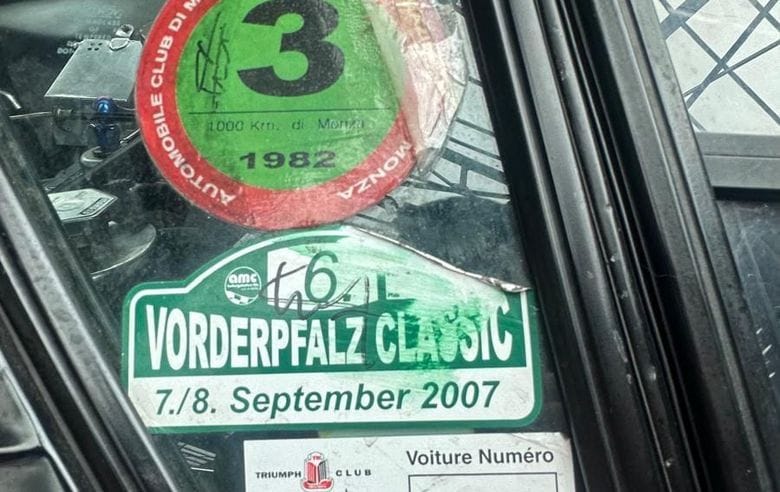 AUTOMOBILE CLUB DI M
3
1000 Km. di Monza
1982
MONZA
amc
6.
VORDERPFALZ CLASSIC
7./8. September 2007
TRIUMPH CLUB
Voiture Numéro